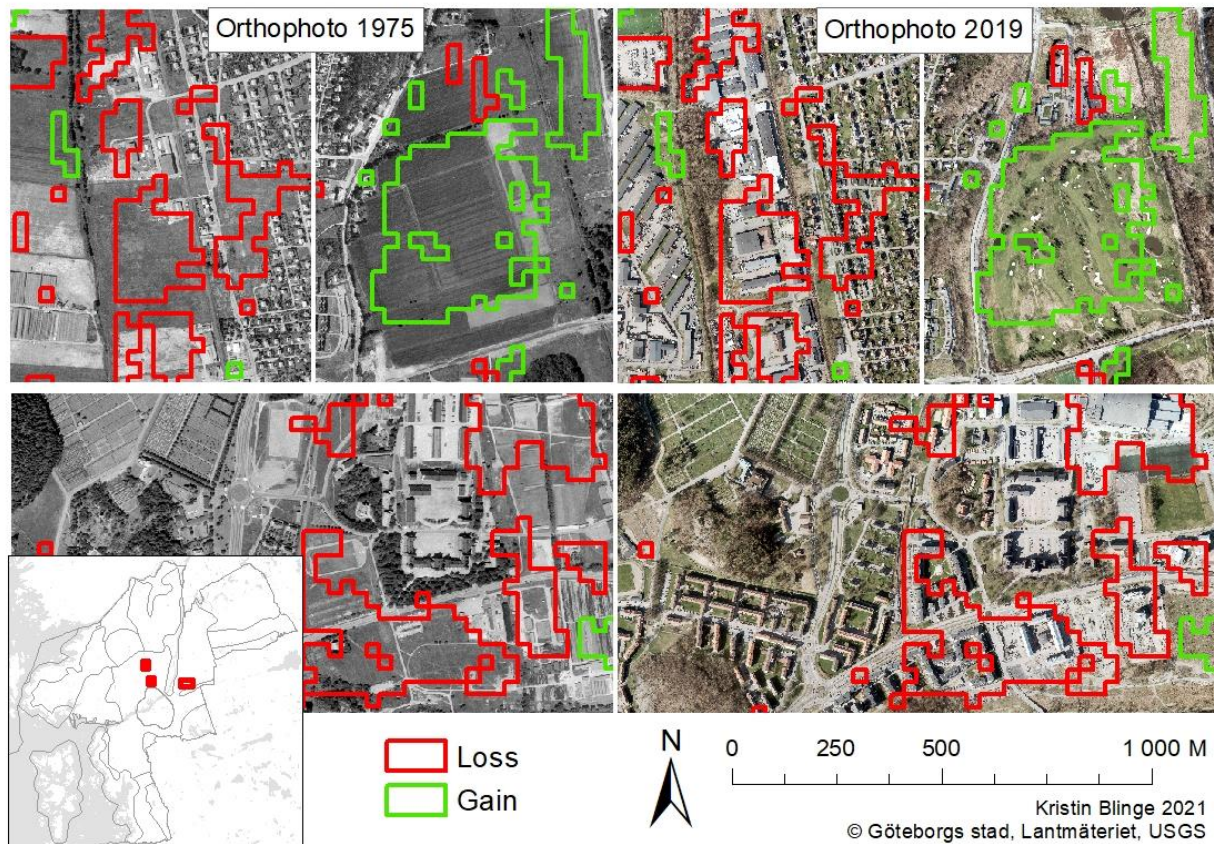 Orthophoto 1975
Orthophoto 2019
Loss
Gain
N
0 250 500 1 000 M
Kristin Blinge 2021
© Göteborgs stad, Lantmäteriet, USGS